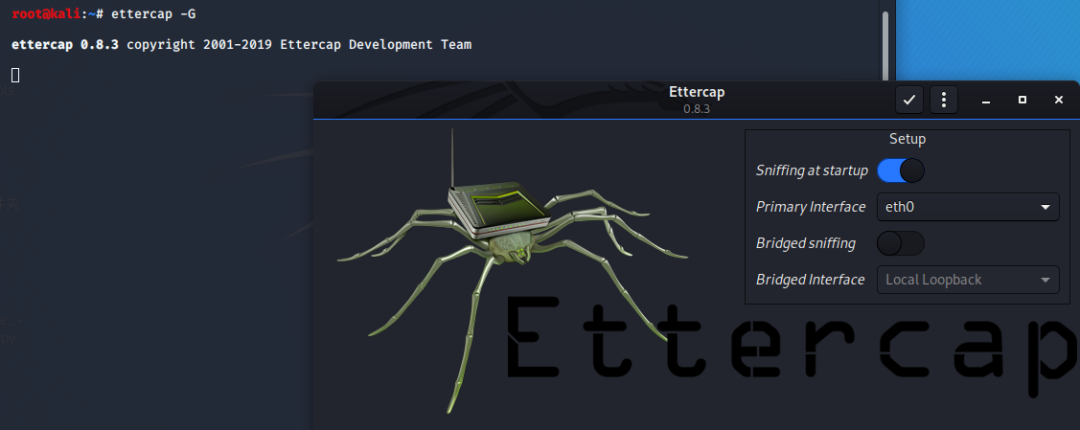 root@kali:~# ettercap -G
ettercap 0.8.3 copyright 2001-2019 Ettercap Development Team
Ettercap
0.8.3
Setup
Sniffing at startup
Primary Interface eth0
Bridged sniffing
Bridged Interface Local Loopback
Ettercap